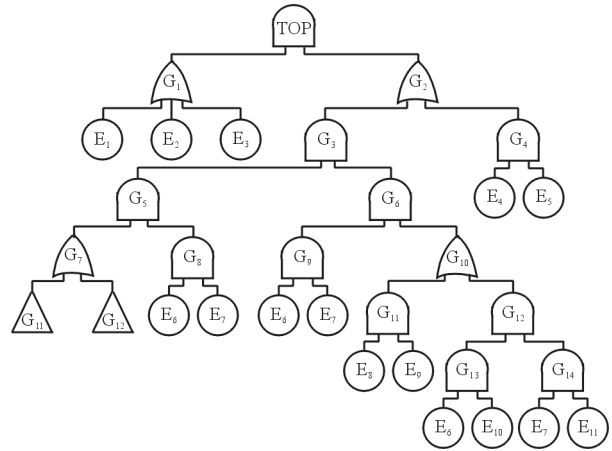 TOP
G₁ G₂
E₁ E₂ E₃ G₃ G₄
G₅ G₆ E₄ E₅
G₇ G₈ G₉ G₁₀
G₁₁ G₁₂ E₆ E₇ E₆ E₇ G₁₁ G₁₂
E₈ E₉ G₁₃ G₁₄
E₆ E₁₀ E₇ E₁₁